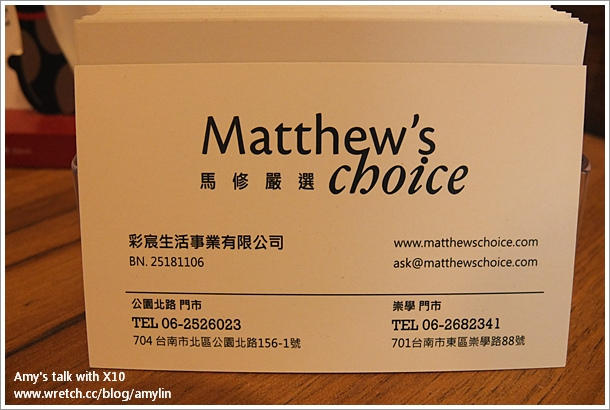 Matthew's
馬修嚴選 choice
彩宸生活事業有限公司
BN. 25181106
www.matthewschoice.com
ask@matthewschoice.com
公園北路 門市
TEL 06-2526023
704 台南市北區公園北路156-1號
崇學 門市
TEL 06-2682341
701台南市東區崇學路88號
Amy's talk with X10
www.wretch.cc/blog/amylin